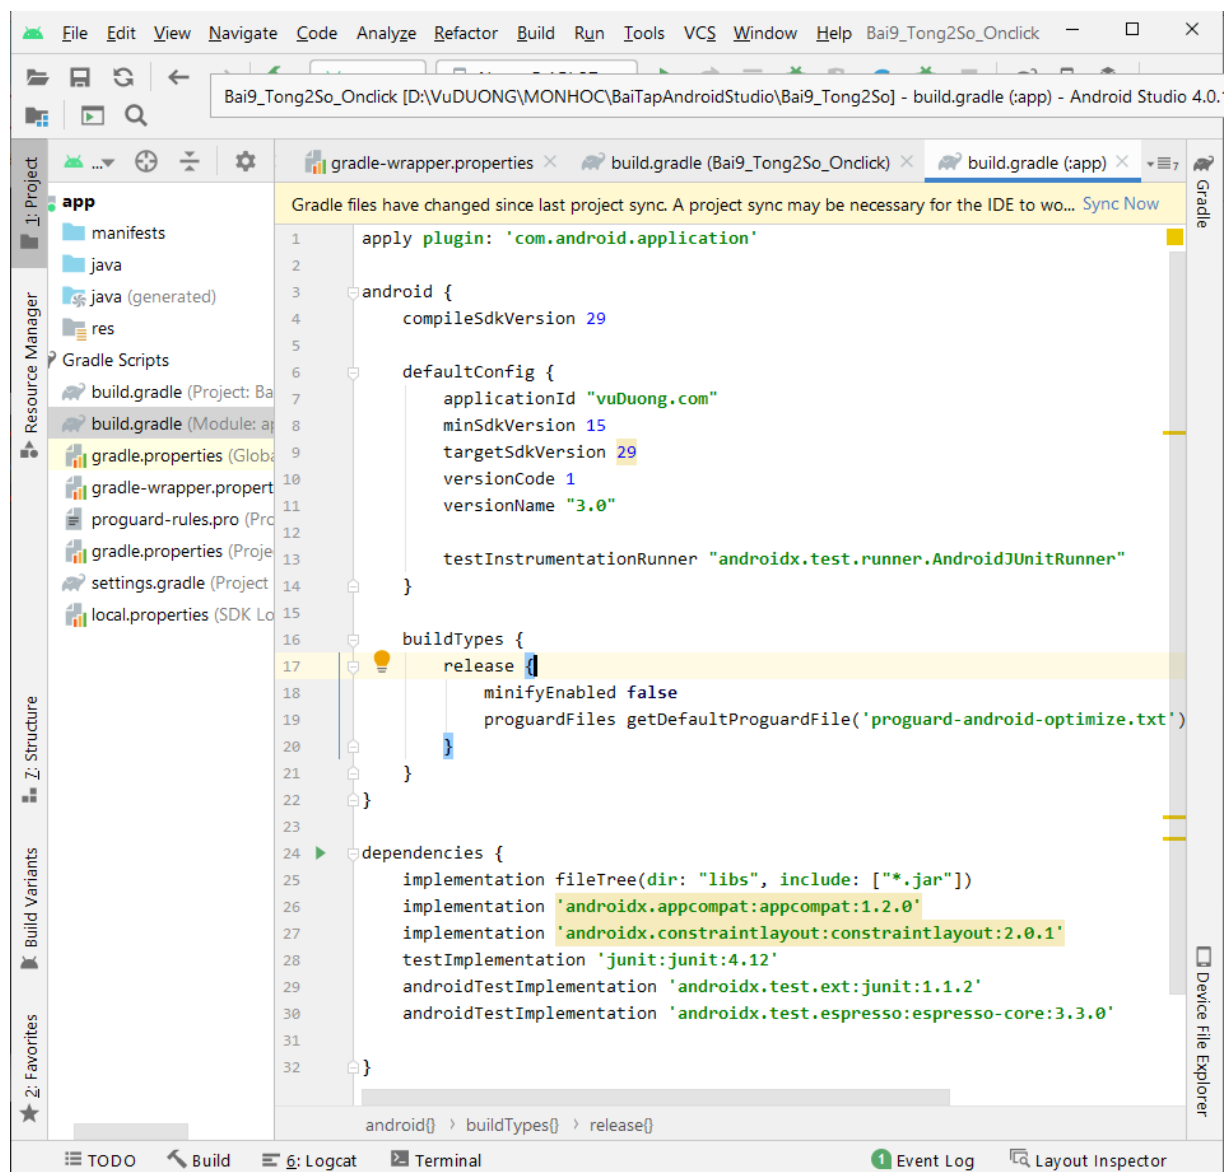 File Edit View Navigate Code Analyze Refactor Build Run Tools VCS Window Help Bai9_Tong2So_Onclick
Bai9_Tong2So_Onclick [D:\VuDUONG\MONHOC\BaiTapAndroidStudio\Bai9_Tong2So] - build.gradle (:app) - Android Studio 4.0.
... gradle-wrapper.properties build.gradle (Bai9_Tong2So_Onclick) build.gradle (:app) 7
1: Project
Resource Manager
7: Structure
Build Variants
2: Favorites
app
manifests
java
java (generated)
res
Gradle Scripts
build.gradle (Project: Ba
build.gradle (Module: a
gradle.properties (Globa
gradle-wrapper.propert
proguard-rules.pro (Pro
gradle.properties (Proje
settings.gradle (Project
local.properties (SDK Lo
Gradle files have changed since last project sync. A project sync may be necessary for the IDE to wo... Sync Now
1 apply plugin: 'com.android.application'
2
3 android {
4 compileSdkVersion 29
5
6 defaultConfig {
7 applicationId "vuDuong.com"
8 minSdkVersion 15
9 targetSdkVersion 29
10 versionCode 1
11 versionName "3.0"
12
13 testInstrumentationRunner "androidx.test.runner.AndroidJUnitRunner"
14 }
15
16 buildTypes {
17 release {
18 minifyEnabled false
19 proguardFiles getDefaultProguardFile('proguard-android-optimize.txt')
20 }
21 }
22 }
23
24 dependencies {
25 implementation fileTree(dir: "libs", include: ["*.jar"])
26 implementation 'androidx.appcompat:appcompat:1.2.0'
27 implementation 'androidx.constraintlayout:constraintlayout:2.0.1'
28 testImplementation 'junit:junit:4.12'
29 androidTestImplementation 'androidx.test.ext:junit:1.1.2'
30 androidTestImplementation 'androidx.test.espresso:espresso-core:3.3.0'
31
32 }
android{} › buildTypes{} › release{}
Gradle
Device File Explorer
TODO Build 6: Logcat Terminal 1 Event Log Layout Inspector